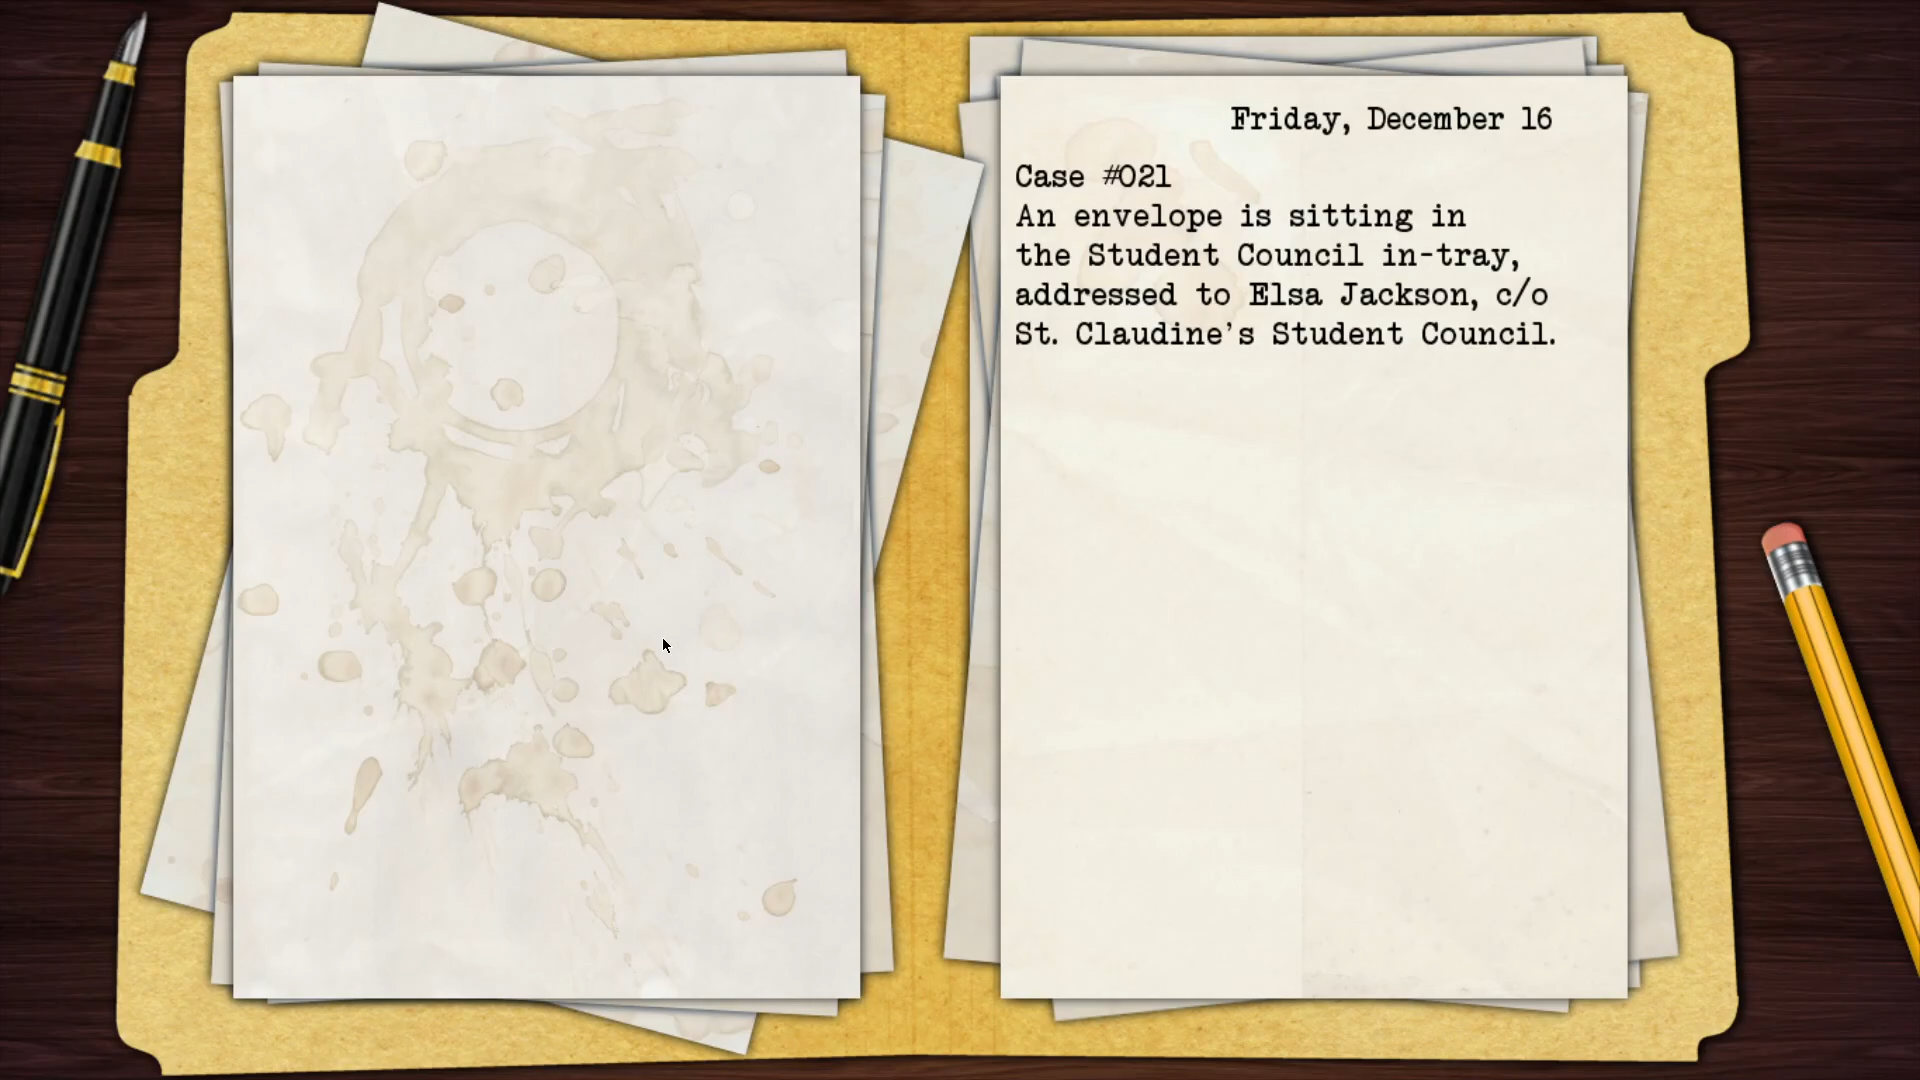 Friday, December 16
Case #021
An envelope is sitting in
the Student Council in-tray,
addressed to Elsa Jackson, c/o
St. Claudine's Student Council.